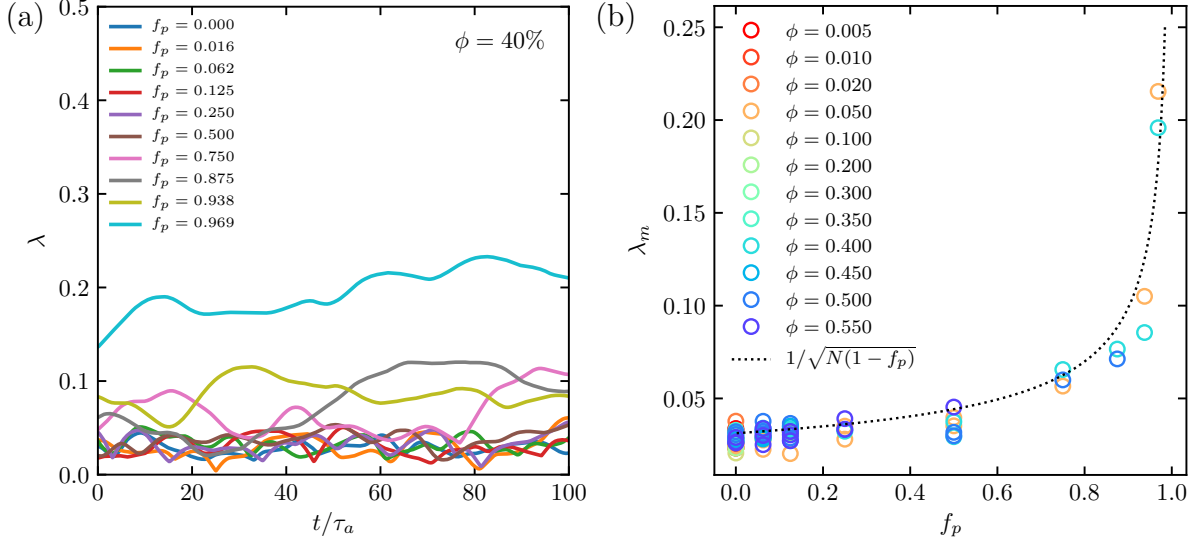 (a)
ϕ = 40%
f_p = 0.000
f_p = 0.016
f_p = 0.062
f_p = 0.125
f_p = 0.250
f_p = 0.500
f_p = 0.750
f_p = 0.875
f_p = 0.938
f_p = 0.969
0.5
0.4
0.3
0.2
0.1
0.0
λ
0 20 40 60 80 100
t/τ_a
(b)
ϕ = 0.005
ϕ = 0.010
ϕ = 0.020
ϕ = 0.050
ϕ = 0.100
ϕ = 0.200
ϕ = 0.300
ϕ = 0.350
ϕ = 0.400
ϕ = 0.450
ϕ = 0.500
ϕ = 0.550
1/√N(1 − f_p)
0.25
0.20
0.15
0.10
0.05
λ_m
0.0 0.2 0.4 0.6 0.8 1.0
f_p